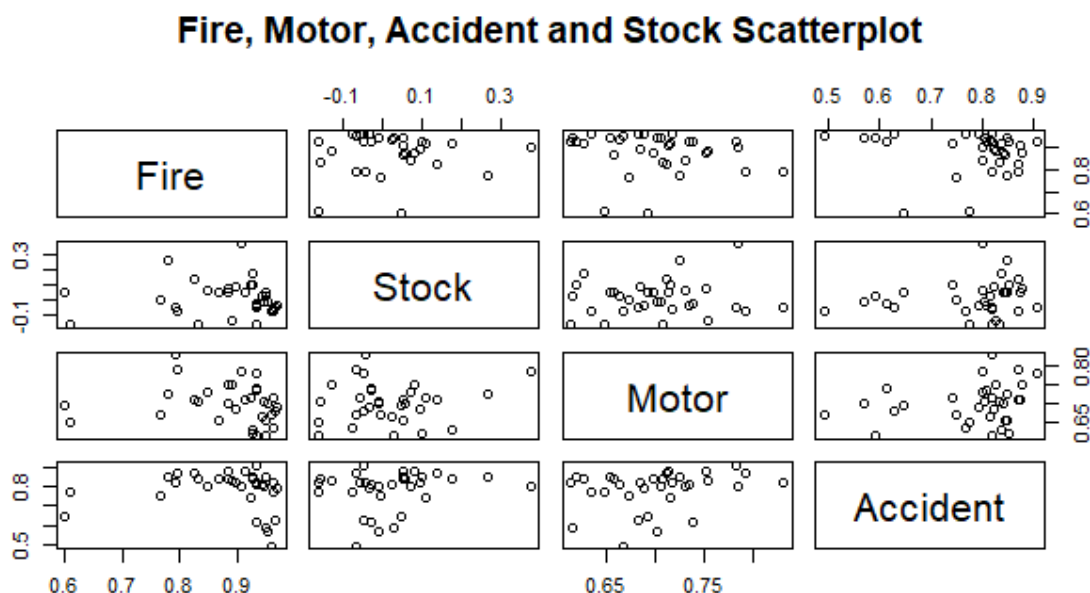 Fire, Motor, Accident and Stock Scatterplot
-0.1 0.1 0.3 0.5 0.6 0.7 0.8 0.9
Fire
0.6 0.8
Stock
-0.1 0.3
Motor
0.65 0.80
Accident
0.5 0.8
0.6 0.7 0.8 0.9 0.65 0.75